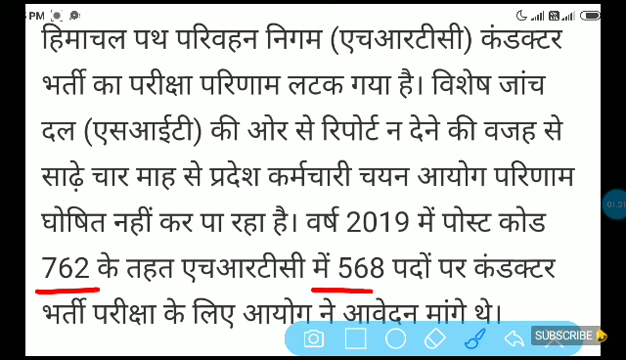 PM
हिमाचल पथ परिवहन निगम (एचआरटीसी) कंडक्टर
भर्ती का परीक्षा परिणाम लटक गया है। विशेष जांच
दल (एसआईटी) की ओर से रिपोर्ट न देने की वजह से
साढ़े चार माह से प्रदेश कर्मचारी चयन आयोग परिणाम
घोषित नहीं कर पा रहा है। वर्ष 2019 में पोस्ट कोड
762 के तहत एचआरटीसी में 568 पदों पर कंडक्टर
भर्ती परीक्षा के लिए आयोग ने आवेदन मांगे थे।
SUBSCRIBE